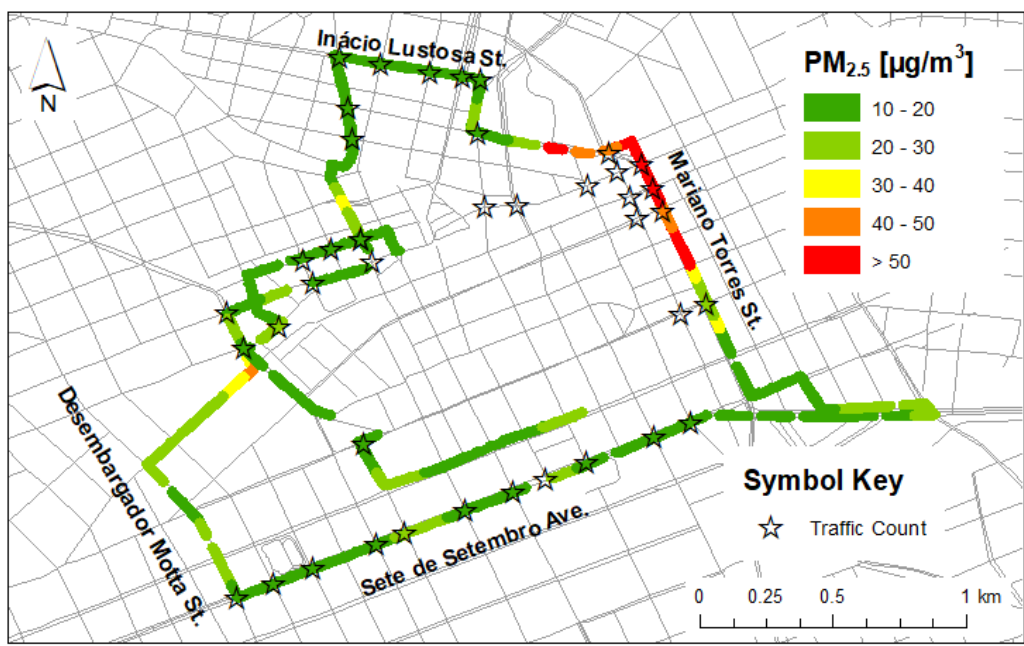 Inácio Lustosa St.
N
Mariano Torres St.
Desembargador Motta St.
Sete de Setembro Ave.
PM2.5 [µg/m³]
10 - 20
20 - 30
30 - 40
40 - 50
> 50
Symbol Key
Traffic Count
0 0.25 0.5 1 km